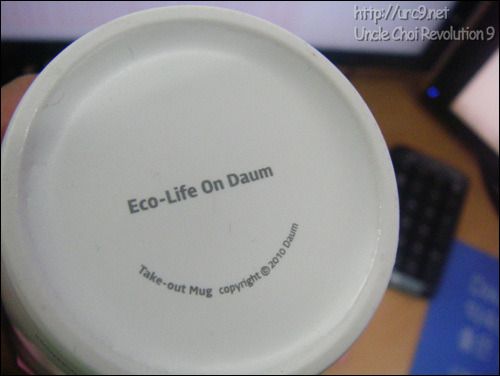 http://urc9.net
Uncle Choi Revolution 9
Eco-Life On Daum
Take-out Mug copyright © 2010 Daum